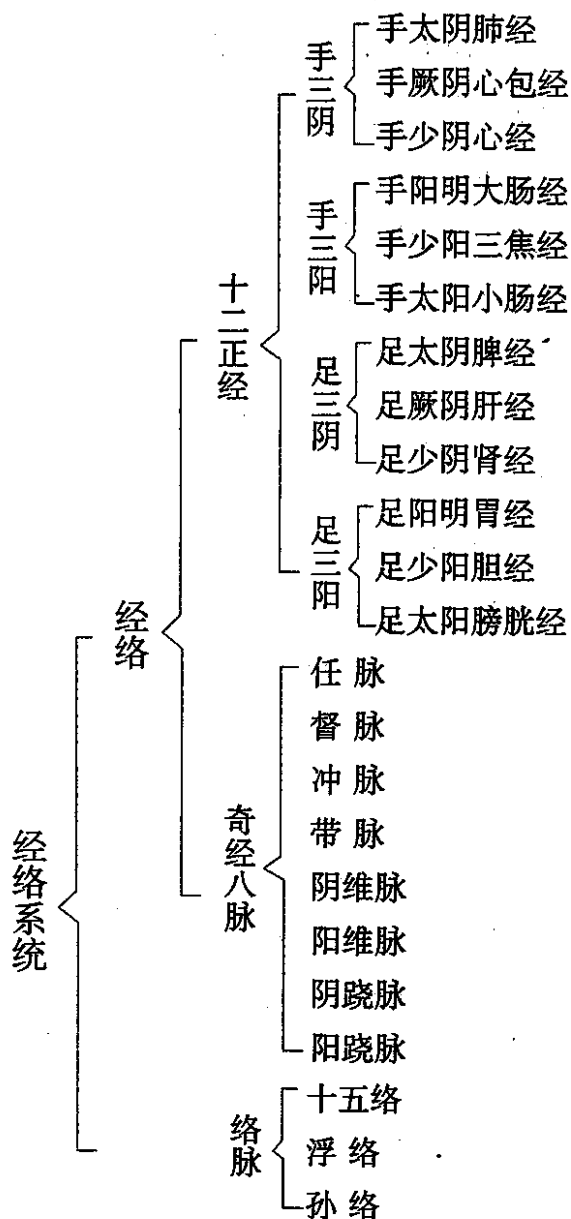 经络系统
经络
十二正经
手三阴
手太阴肺经
手厥阴心包经
手少阴心经
手三阳
手阳明大肠经
手少阳三焦经
手太阳小肠经
足三阴
足太阴脾经
足厥阴肝经
足少阴肾经
足三阳
足阳明胃经
足少阳胆经
足太阳膀胱经
奇经八脉
任脉
督脉
冲脉
带脉
阴维脉
阳维脉
阴跷脉
阳跷脉
络脉
十五络
浮络
孙络